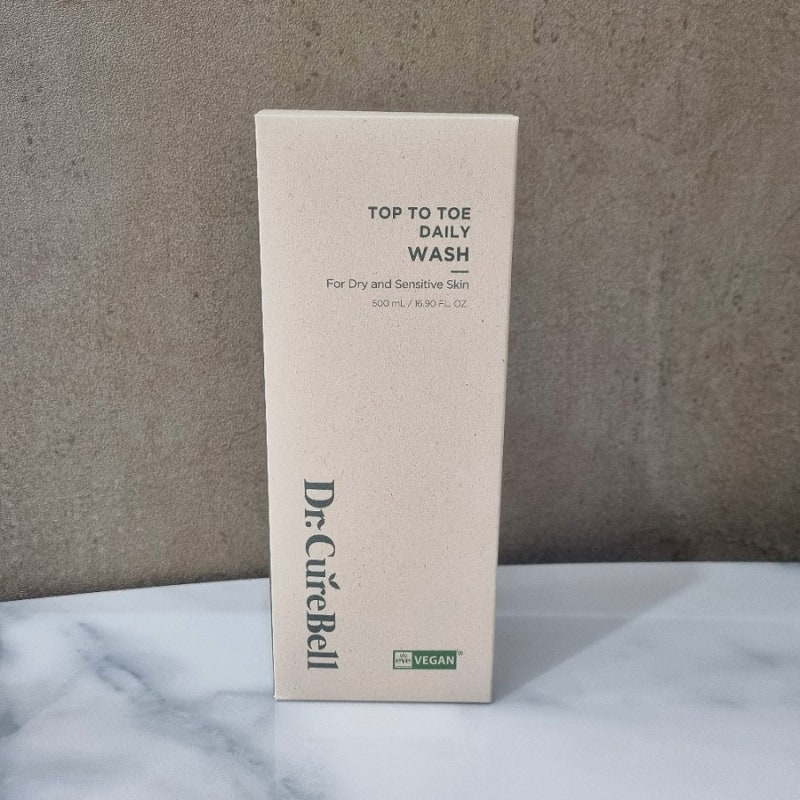 TOP TO TOE
DAILY
WASH
For Dry and Sensitive Skin
500 mL / 16.90 FL. OZ.
Dr.CureBell
VEGAN®